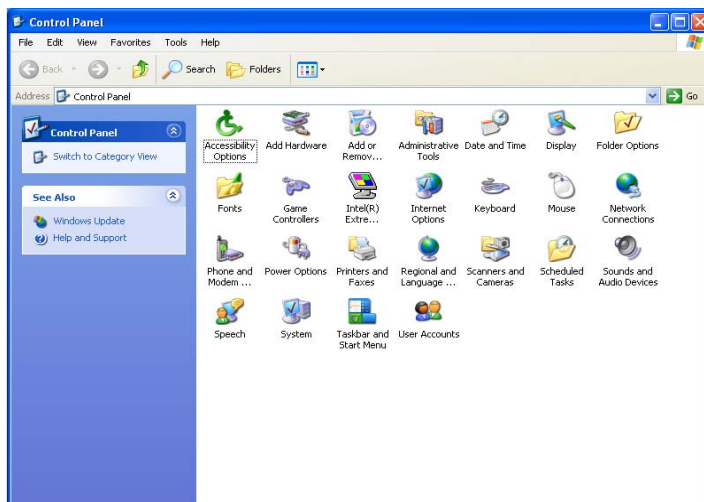 Control Panel
File Edit View Favorites Tools Help
Back Search Folders
Address Control Panel Go
Control Panel
Switch to Category View
See Also
Windows Update
Help and Support
Accessibility Options
Add Hardware
Add or Remov...
Administrative Tools
Date and Time
Display
Folder Options
Fonts
Game Controllers
Intel(R) Extre...
Internet Options
Keyboard
Mouse
Network Connections
Phone and Modem ...
Power Options
Printers and Faxes
Regional and Language ...
Scanners and Cameras
Scheduled Tasks
Sounds and Audio Devices
Speech
System
Taskbar and Start Menu
User Accounts